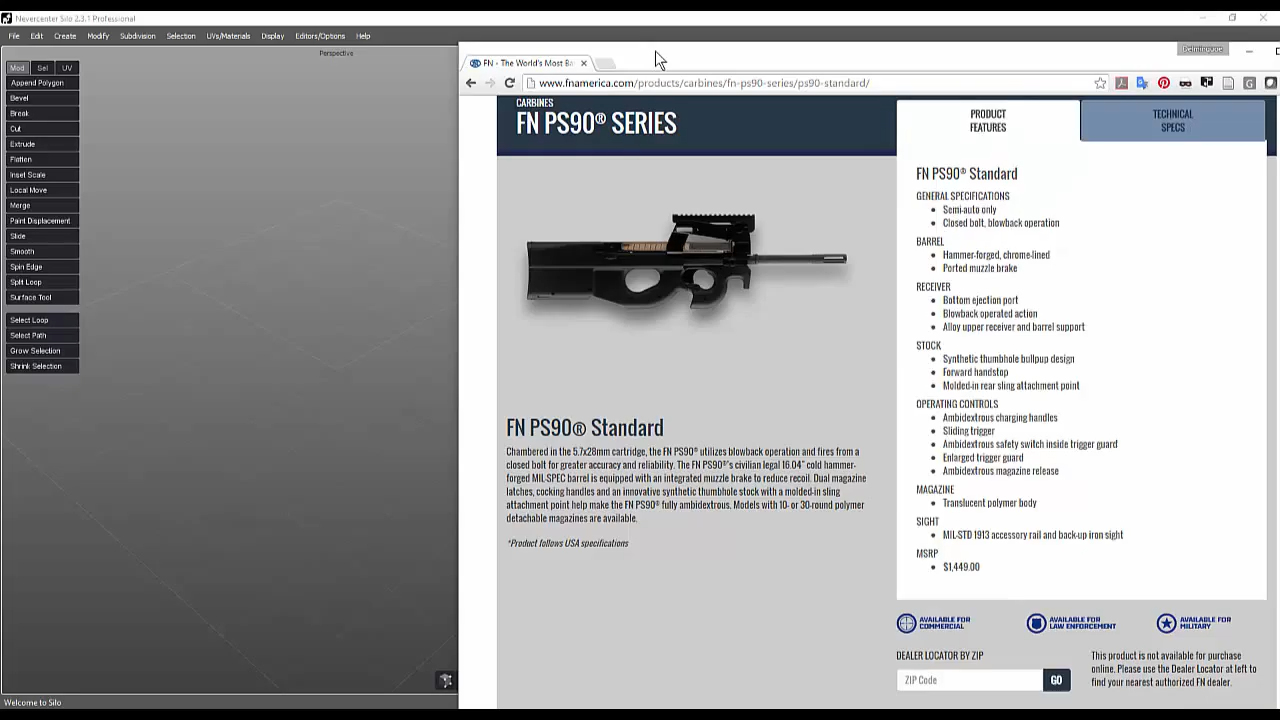 Nevercenter Silo 2.3.1 Professional
File Edit Create Modify Subdivision Selection UVs/Materials Display Editors/Options Help
Perspective
Mod Sel UV
Append Polygon
Bevel
Break
Cut
Extrude
Flatten
Inset Scale
Local Move
Merge
Paint Displacement
Slide
Smooth
Spin Edge
Split Loop
Surface Tool
Select Loop
Select Path
Grow Selection
Shrink Selection
Welcome to Silo
FN - The World's Most Ba
www.fnamerica.com/products/carbines/fn-ps90-series/ps90-standard/
CARBINES
FN PS90® SERIES
FN PS90® Standard
Chambered in the 5.7x28mm cartridge, the FN PS90® utilizes blowback operation and fires from a
closed bolt for greater accuracy and reliability. The FN PS90®'s civilian legal 16.04" cold hammer-
forged MIL-SPEC barrel is equipped with an integrated muzzle brake to reduce recoil. Dual magazine
latches, cocking handles and an innovative synthetic thumbhole stock with a molded-in sling
attachment point help make the FN PS90® fully ambidextrous. Models with 10- or 30-round polymer
detachable magazines are available.
*Product follows USA specifications
PRODUCT
FEATURES
TECHNICAL
SPECS
FN PS90® Standard
GENERAL SPECIFICATIONS
• Semi-auto only
• Closed bolt, blowback operation
BARREL
• Hammer-forged, chrome-lined
• Ported muzzle brake
RECEIVER
• Bottom ejection port
• Blowback operated action
• Alloy upper receiver and barrel support
STOCK
• Synthetic thumbhole bullpup design
• Forward handstop
• Molded-in rear sling attachment point
OPERATING CONTROLS
• Ambidextrous charging handles
• Sliding trigger
• Ambidextrous safety switch inside trigger guard
• Enlarged trigger guard
• Ambidextrous magazine release
MAGAZINE
• Translucent polymer body
SIGHT
• MIL-STD 1913 accessory rail and back-up iron sight
MSRP
• $1,449.00
AVAILABLE FOR
COMMERCIAL
AVAILABLE FOR
LAW ENFORCEMENT
AVAILABLE FOR
MILITARY
DEALER LOCATOR BY ZIP
ZIP Code GO
This product is not available for purchase
online. Please use the Dealer Locator at left to
find your nearest authorized FN dealer.